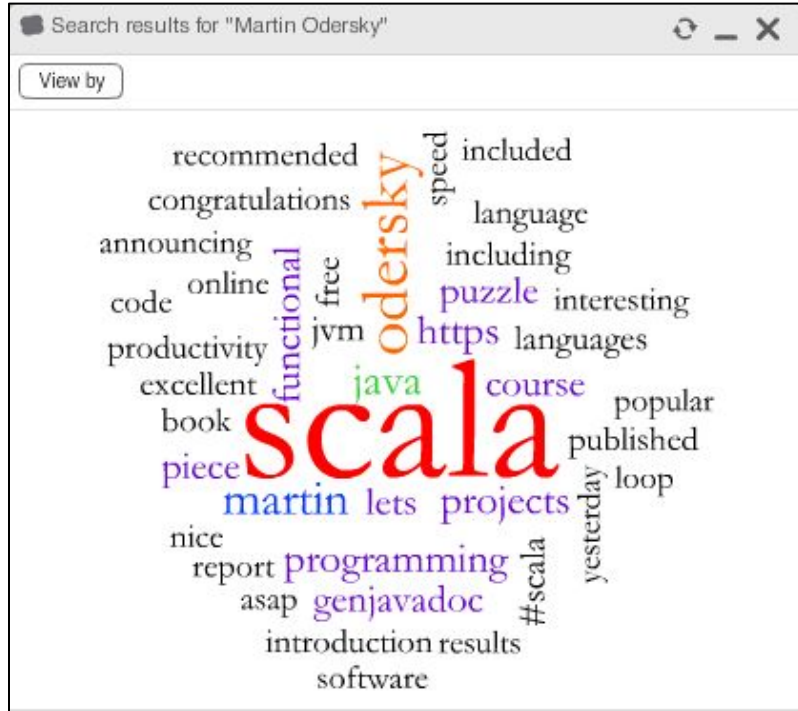 Search results for "Martin Odersky"
View by
recommended
speed
included
congratulations
odersky
language
announcing
including
online
functional
free
puzzle
code
interesting
jvm
https
languages
productivity
excellent
java
course
book
scala
popular
published
piece
loop
martin
lets
projects
yesterday
nice
report
programming
#scala
asap
genjavadoc
introduction
results
software